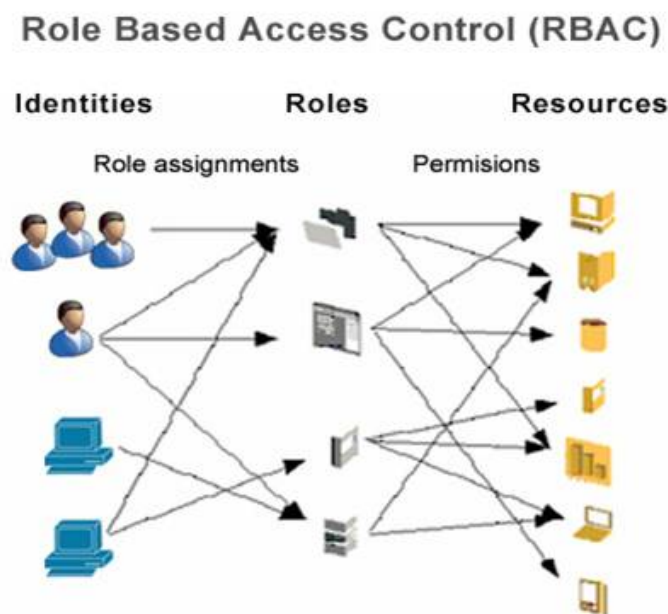 Role Based Access Control (RBAC)
Identities Roles Resources
Role assignments Permisions